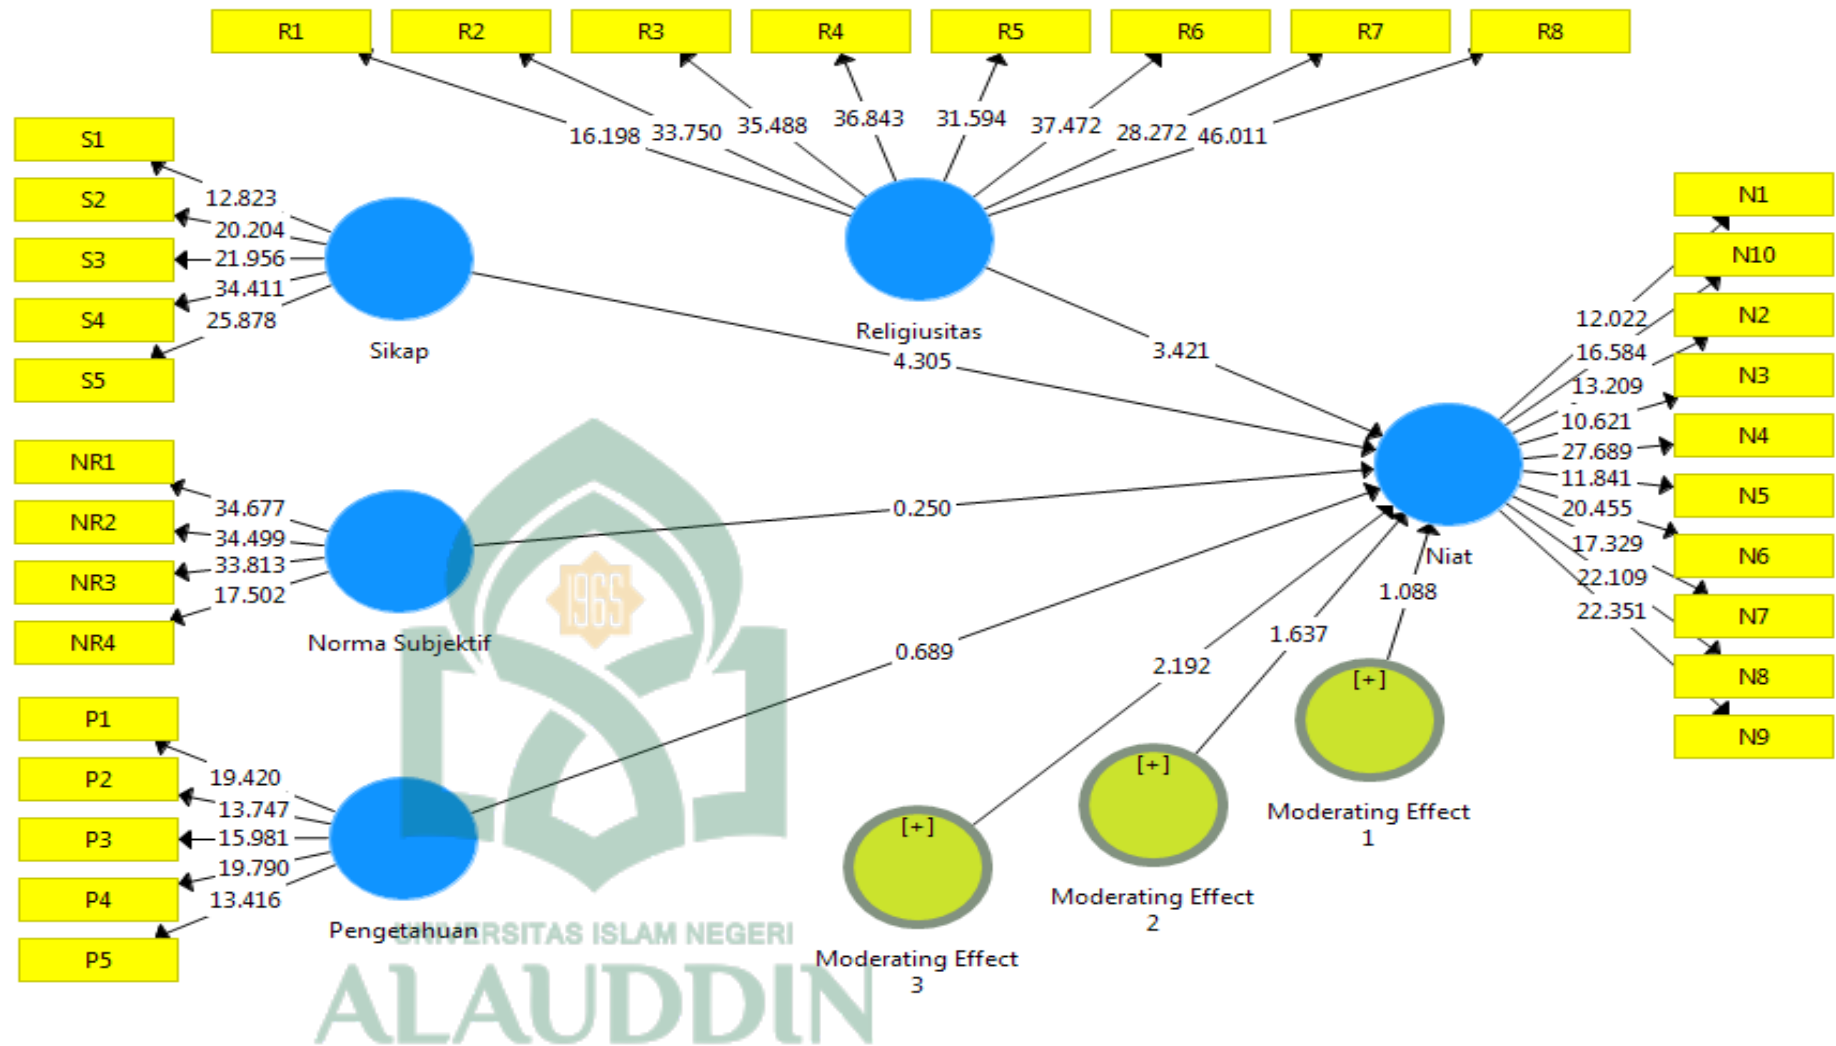 R1 R2 R3 R4 R5 R6 R7 R8
16.198 33.750 35.488 36.843 31.594 37.472 28.272 46.011
Religiusitas
S1
S2
S3
S4
S5
12.823
20.204
21.956
34.411
25.878
Sikap
4.305
3.421
NR1
NR2
NR3
NR4
34.677
34.499
33.813
17.502
Norma Subjektif
0.250
P1
P2
P3
P4
P5
19.420
13.747
15.981
19.790
13.416
Pengetahuan
0.689
2.192
1.637
1.088
[+]
Moderating Effect
1
[+]
Moderating Effect
2
[+]
Moderating Effect
3
Niat
12.022
16.584
13.209
10.621
27.689
11.841
20.455
17.329
22.109
22.351
N1
N10
N2
N3
N4
N5
N6
N7
N8
N9
1965
UNIVERSITAS ISLAM NEGERI
ALAUDDIN